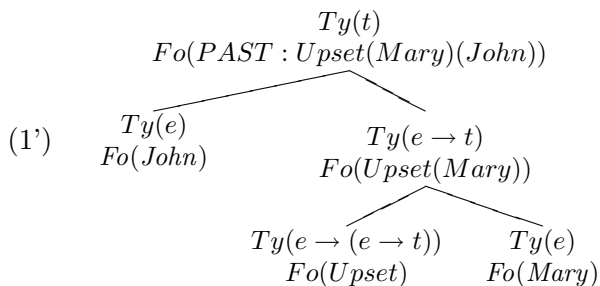 Ty(t)
Fo(PAST : Upset(Mary)(John))
(1’)
Ty(e)
Fo(John)
Ty(e → t)
Fo(Upset(Mary))
Ty(e → (e → t))
Fo(Upset)
Ty(e)
Fo(Mary)